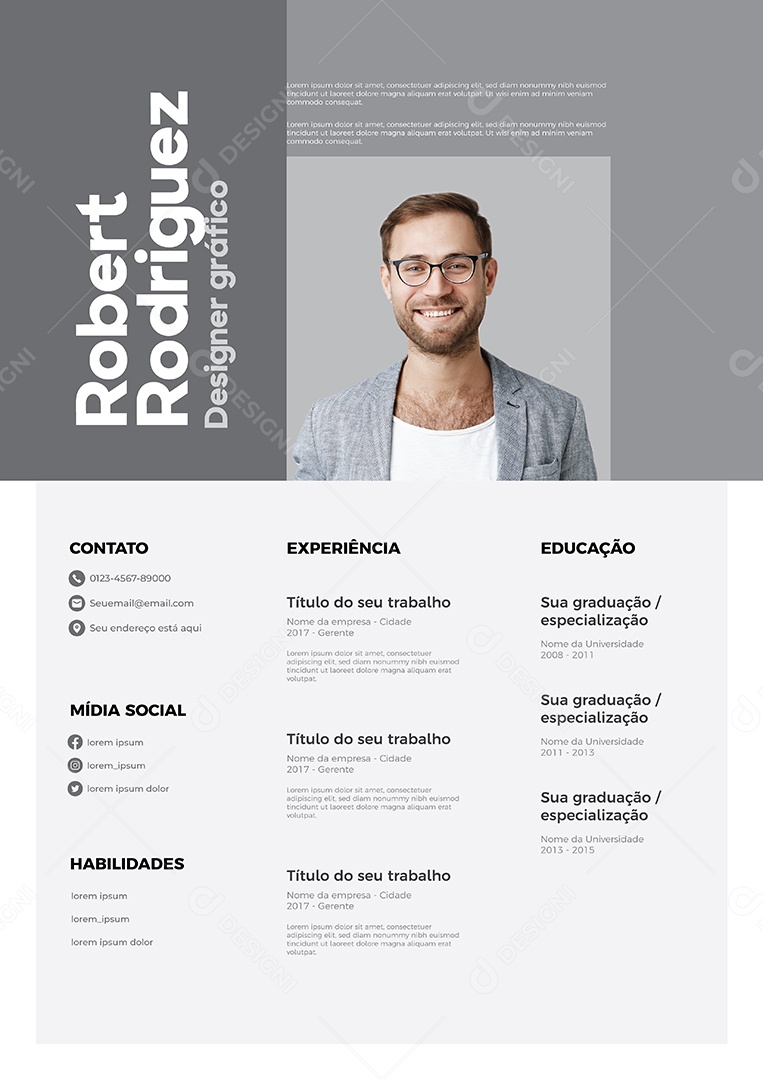 Robert
Rodriguez
Designer gráfico
Lorem ipsum dolor sit amet, consectetuer adipiscing elit, sed diam nonummy nibh euismod
tincidunt ut laoreet dolore magna aliquam erat volutpat. Ut wisi enim ad minim veniam
commodo consequat.
Lorem ipsum dolor sit amet, consectetuer adipiscing elit, sed diam nonummy nibh euismod
tincidunt ut laoreet dolore magna aliquam erat volutpat. Ut wisi enim ad minim veniam
commodo consequat.
CONTATO
0123-4567-89000
Seuemail@email.com
Seu endereço está aqui
MÍDIA SOCIAL
lorem ipsum
lorem_ipsum
lorem ipsum dolor
HABILIDADES
lorem ipsum
lorem_ipsum
lorem ipsum dolor
EXPERIÊNCIA
Título do seu trabalho
Nome da empresa - Cidade
2017 - Gerente
Lorem ipsum dolor sit amet, consectetuer
adipiscing elit, sed diam nonummy nibh euismod
tincidunt ut laoreet dolore magna aliquam erat
volutpat.
Título do seu trabalho
Nome da empresa - Cidade
2017 - Gerente
Lorem ipsum dolor sit amet, consectetuer
adipiscing elit, sed diam nonummy nibh euismod
tincidunt ut laoreet dolore magna aliquam erat
volutpat.
Título do seu trabalho
Nome da empresa - Cidade
2017 - Gerente
Lorem ipsum dolor sit amet, consectetuer
adipiscing elit, sed diam nonummy nibh euismod
tincidunt ut laoreet dolore magna aliquam erat
volutpat.
EDUCAÇÃO
Sua graduação /
especialização
Nome da Universidade
2008 - 2011
Sua graduação /
especialização
Nome da Universidade
2011 - 2013
Sua graduação /
especialização
Nome da Universidade
2013 - 2015
DESIGNI